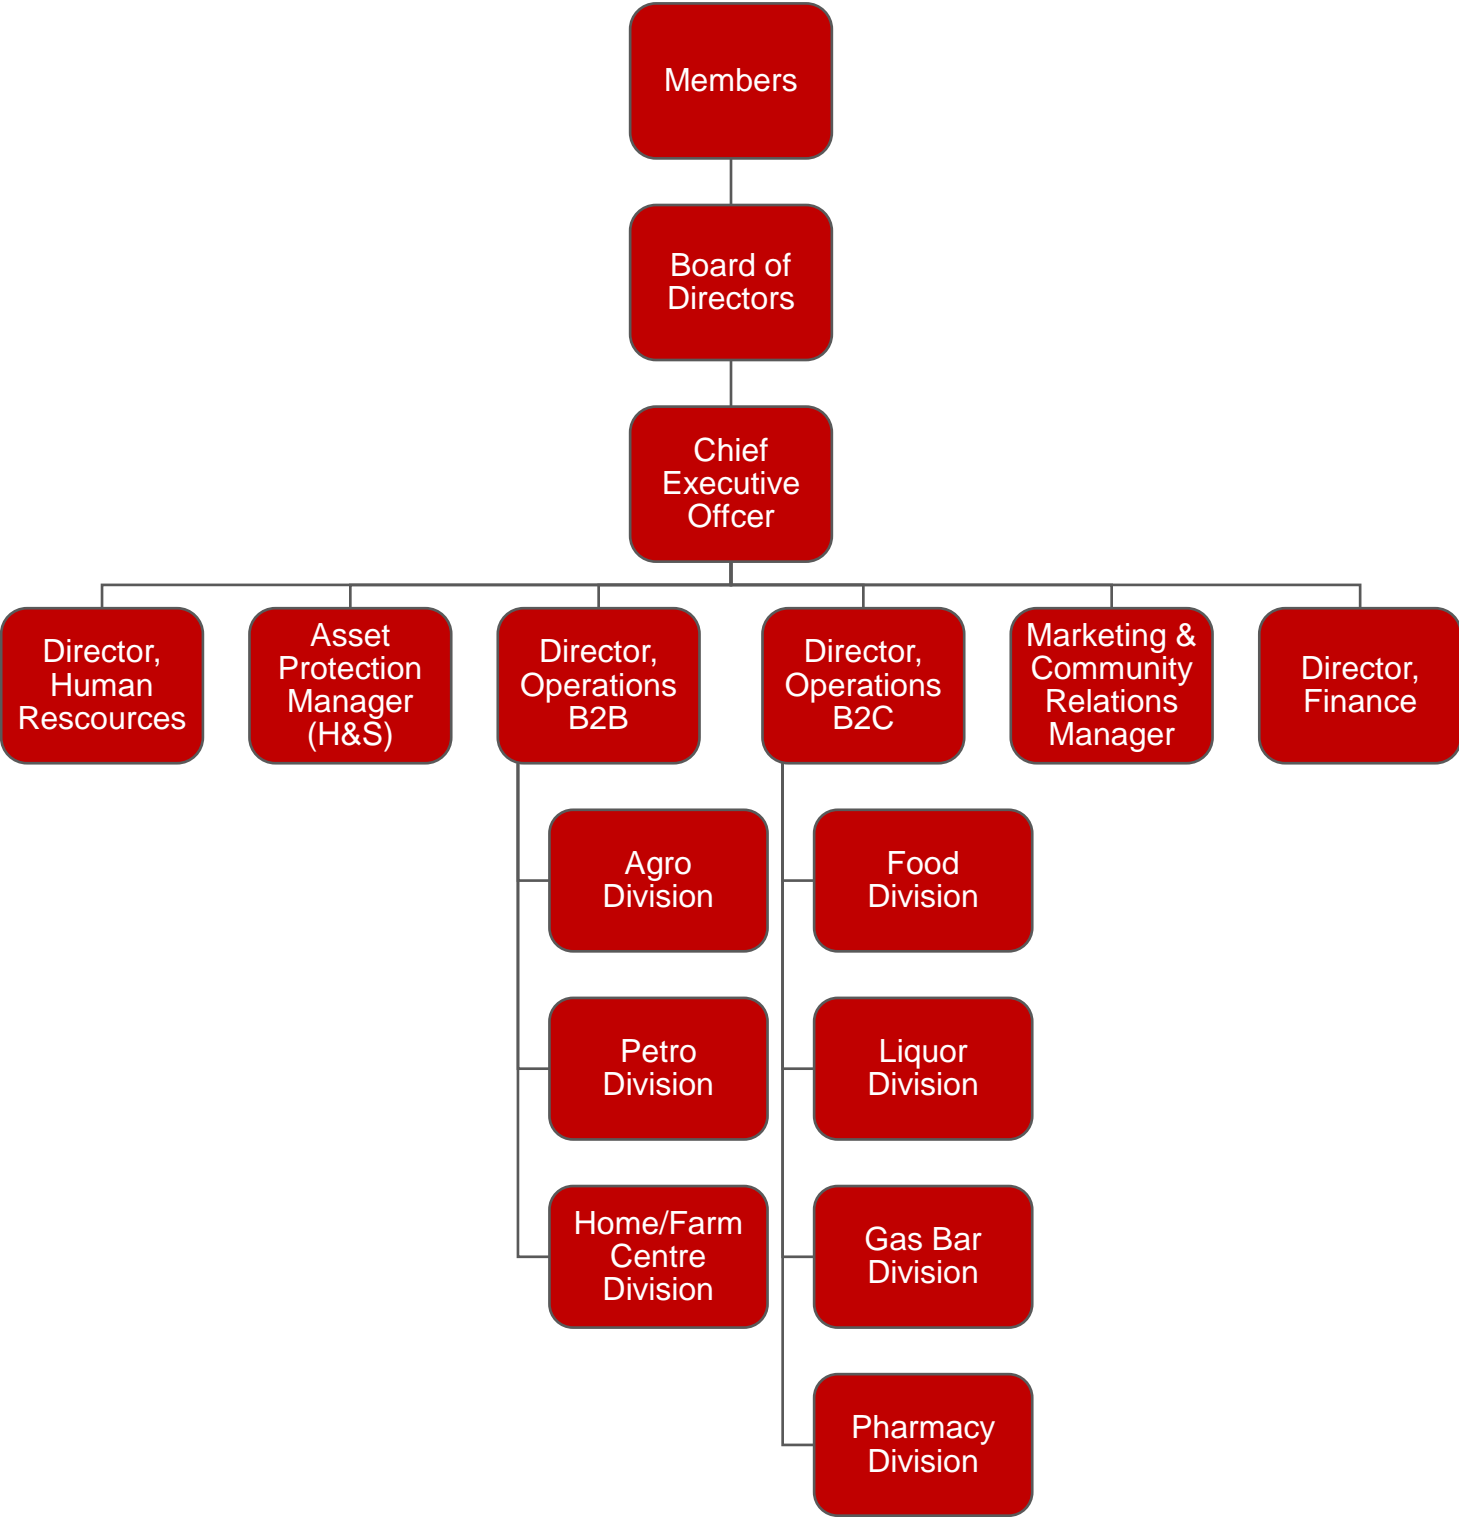 Members
Board of
Directors
Chief
Executive
Offcer
Director,
Human
Rescources
Asset
Protection
Manager
(H&S)
Director,
Operations
B2B
Director,
Operations
B2C
Marketing &
Community
Relations
Manager
Director,
Finance
Agro
Division
Food
Division
Petro
Division
Liquor
Division
Home/Farm
Centre
Division
Gas Bar
Division
Pharmacy
Division